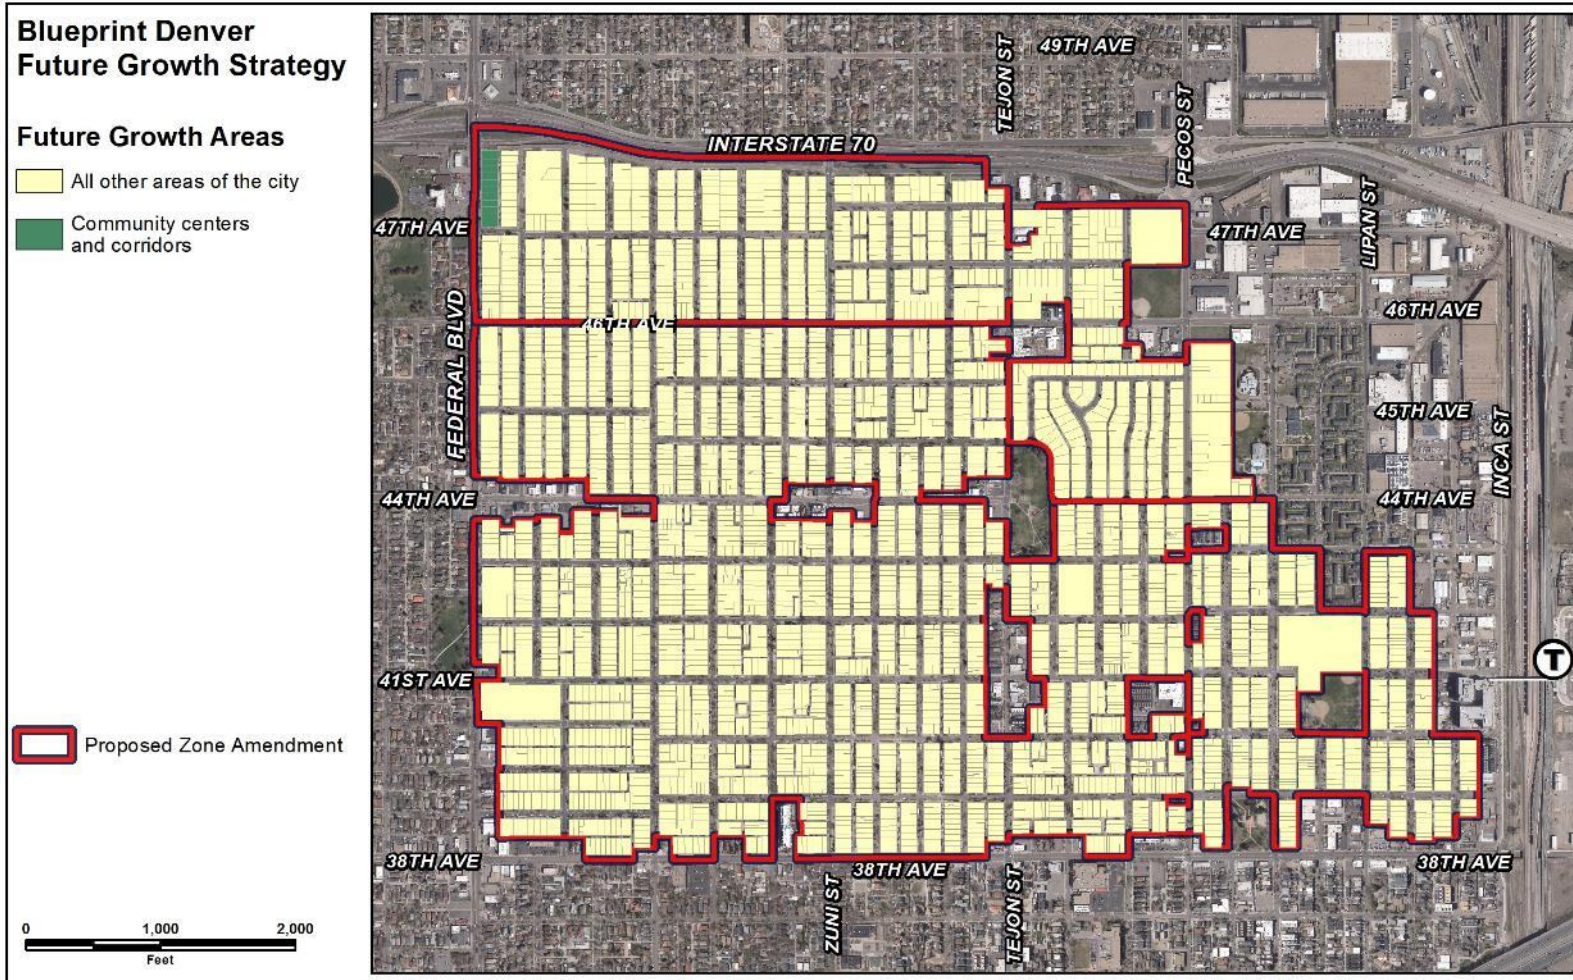 Blueprint Denver
Future Growth Strategy
Future Growth Areas
All other areas of the city
Community centers
and corridors
Proposed Zone Amendment
0 1,000 2,000
Feet
49TH AVE
TEJON ST
PECOS ST
INTERSTATE 70
LIPAN ST
47TH AVE
47TH AVE
FEDERAL BLVD
46TH AVE
46TH AVE
45TH AVE
INCA ST
44TH AVE
44TH AVE
T
41ST AVE
38TH AVE
38TH AVE
38TH AVE
ZUNI ST
TEJON ST